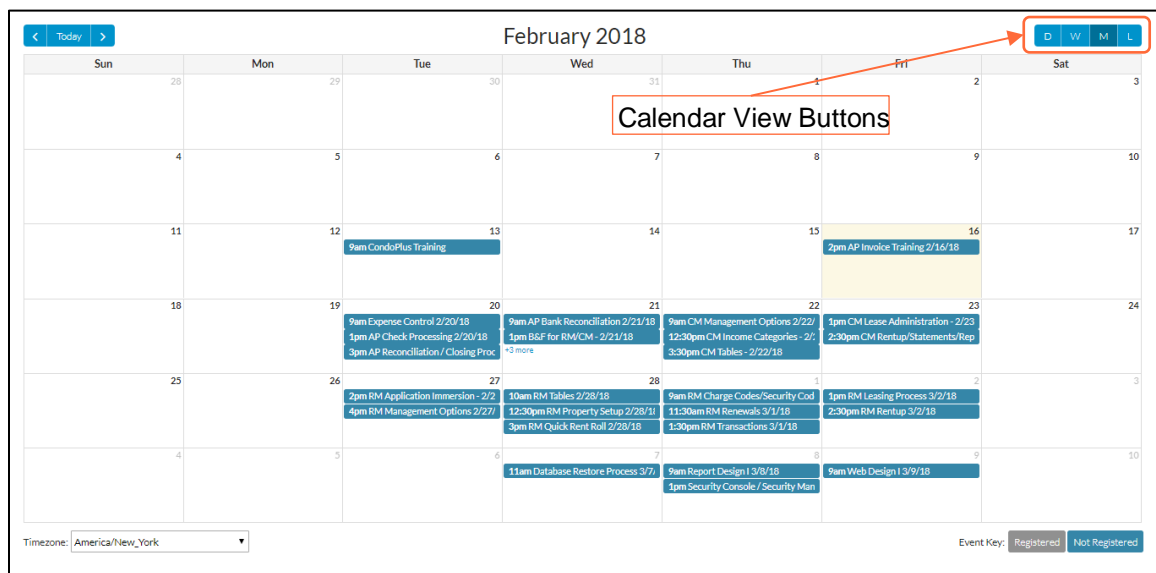 < Today >
February 2018
D W M L
Sun Mon Tue Wed Thu Fri Sat
28 29 30 31 1 2 3
Calendar View Buttons
4 5 6 7 8 9 10
11 12 13 14 15 16 17
9am CondoPlus Training
2pm AP Invoice Training 2/16/18
18 19 20 21 22 23 24
9am Expense Control 2/20/18
1pm AP Check Processing 2/20/18
3pm AP Reconciliation / Closing Proc
9am AP Bank Reconciliation 2/21/18
1pm B&F for RM/CM - 2/21/18
+3 more
9am CM Management Options 2/22/
12:30pm CM Income Categories - 2/
3:30pm CM Tables - 2/22/18
1pm CM Lease Administration - 2/23
2:30pm CM Rentup/Statements/Rep
25 26 27 28 1 2 3
2pm RM Application Immersion - 2/2
4pm RM Management Options 2/27/
10am RM Tables 2/28/18
12:30pm RM Property Setup 2/28/18
3pm RM Quick Rent Roll 2/28/18
9am RM Charge Codes/Security Cod
11:30am RM Renewals 3/1/18
1:30pm RM Transactions 3/1/18
1pm RM Leasing Process 3/2/18
2:30pm RM Rentup 3/2/18
4 5 6 7 8 9 10
11am Database Restore Process 3/7/
9am Report Design I 3/8/18
1pm Security Console / Security Man
9am Web Design I 3/9/18
Timezone: America/New_York
Event Key: Registered Not Registered